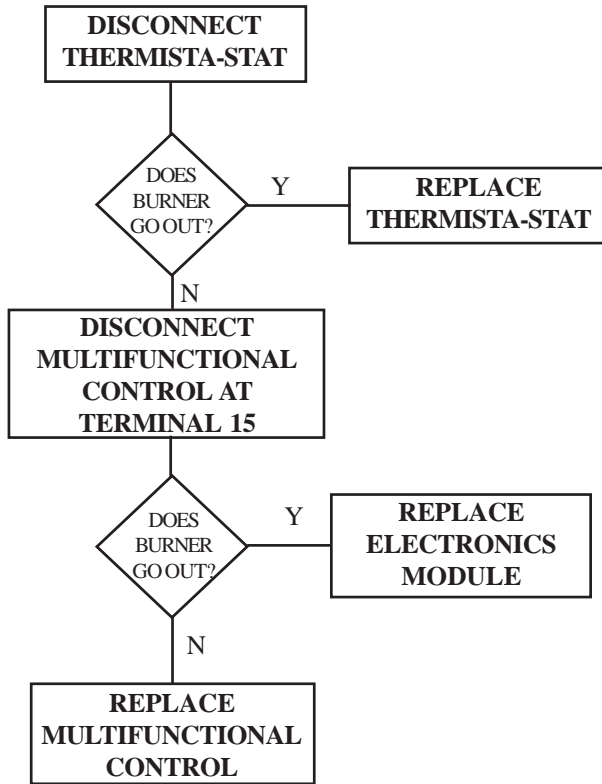 DISCONNECT
THERMISTA-STAT
DOES
BURNER
GO OUT?
Y
REPLACE
THERMISTA-STAT
N
DISCONNECT
MULTIFUNCTIONAL
CONTROL AT
TERMINAL 15
DOES
BURNER
GO OUT?
Y
REPLACE
ELECTRONICS
MODULE
N
REPLACE
MULTIFUNCTIONAL
CONTROL